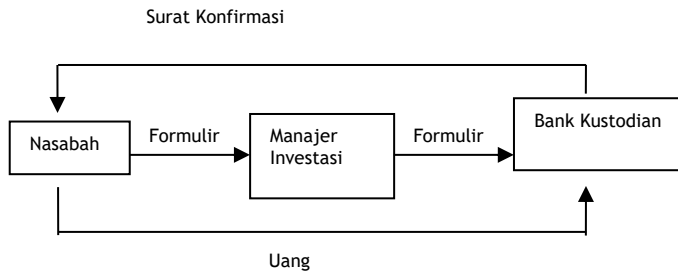 Surat Konfirmasi
Nasabah
Formulir
Manajer
Investasi
Formulir
Bank Kustodian
Uang